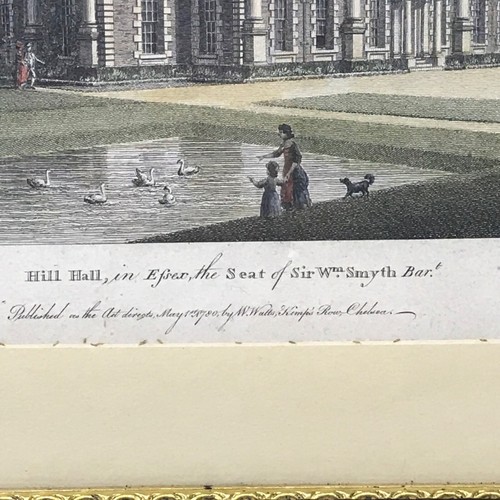 Hill Hall, in Eſsex, the Seat of Sir Wm. Smyth Bar.t
Published as the Act directs, May 1st 1780, by W. Watts, Kemp's Row, Chelsea.